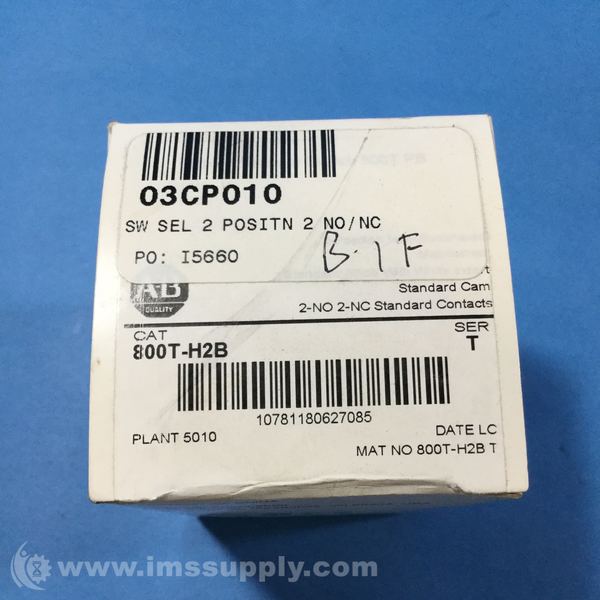 03CP010
SW SEL 2 POSITN 2 NO/NC
PO: I5660
B-1F
AB
QUALITY
Standard Cam
2-NO 2-NC Standard Contacts
CAT
800T-H2B
SER
T
10781180627085
PLANT 5010
DATE LC
MAT NO 800T-H2B T
www.imssupply.com